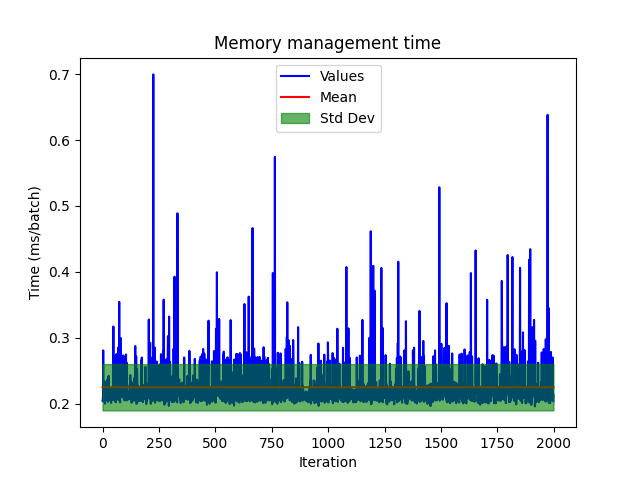 Memory management time
Values
Mean
Std Dev
Time (ms/batch)
0.7
0.6
0.5
0.4
0.3
0.2
0 250 500 750 1000 1250 1500 1750 2000
Iteration